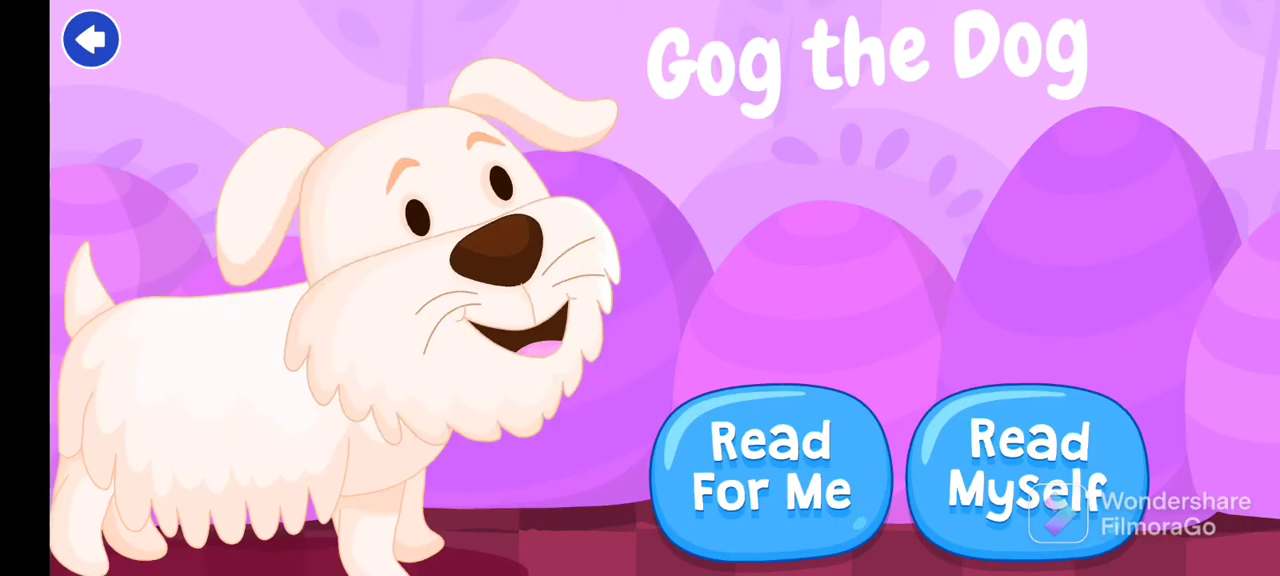 Gog the Dog
Read
For Me
Read
Myself
Wondershare
FilmoraGo